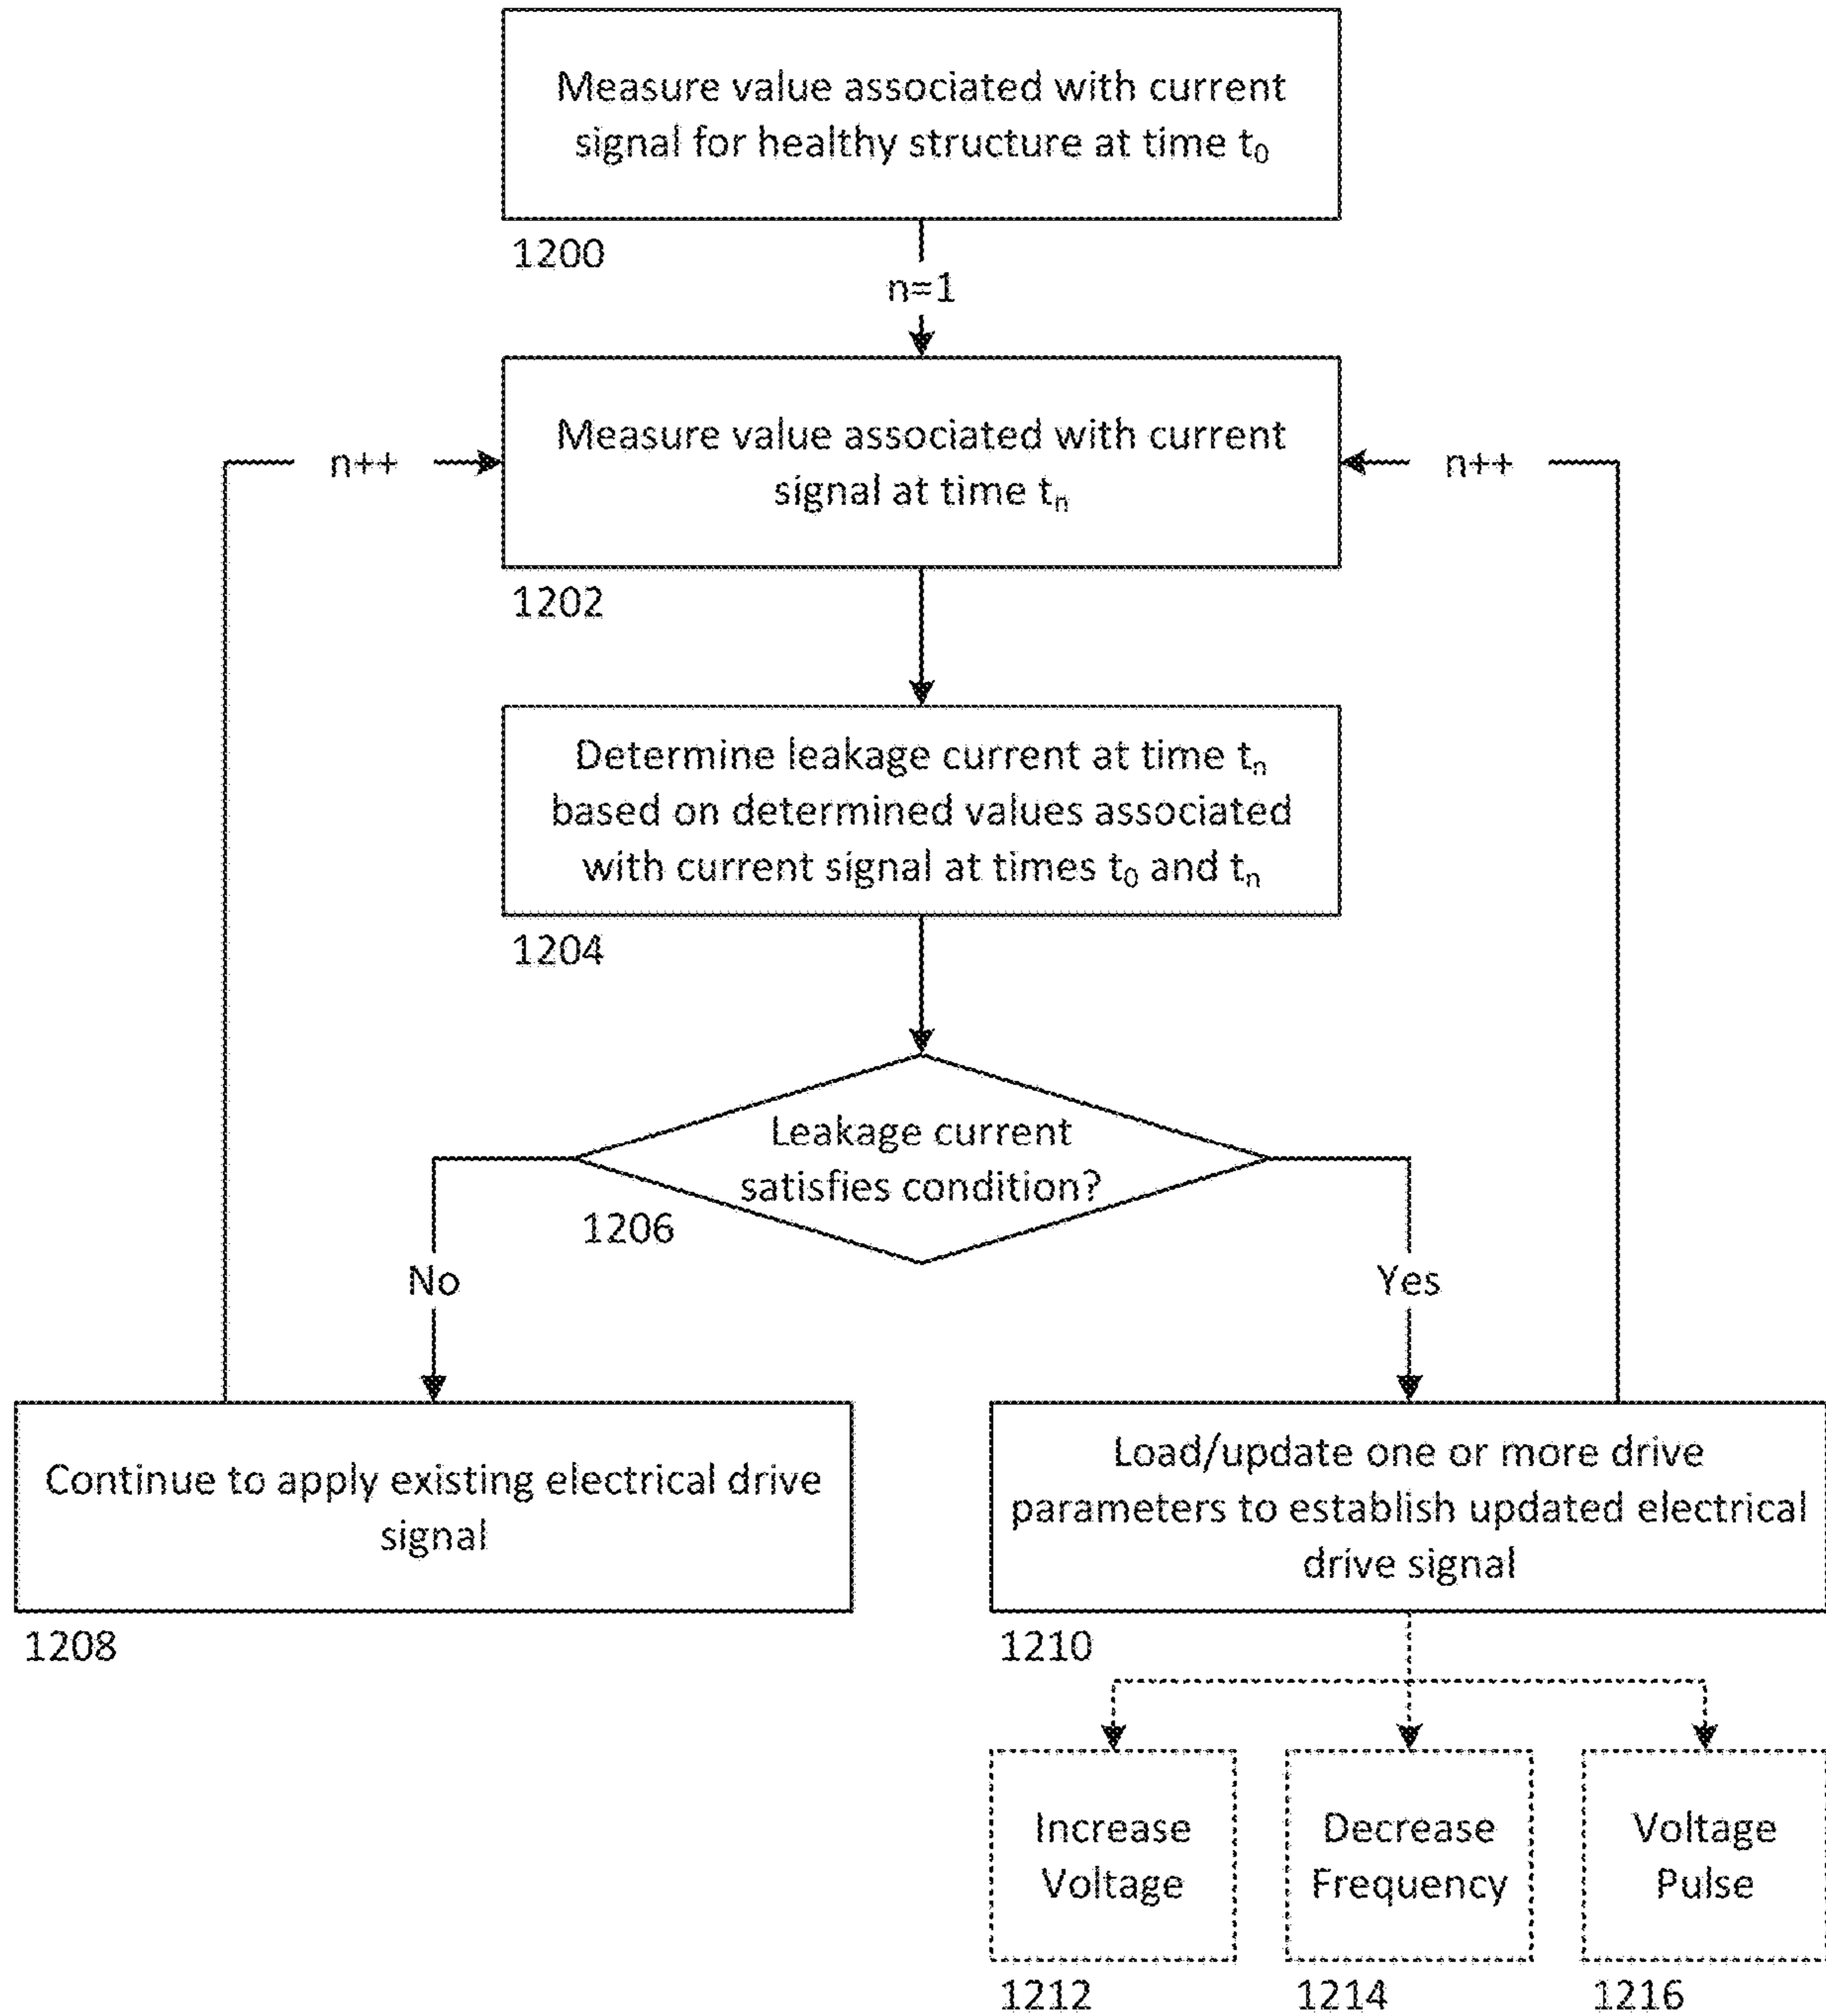 Measure value associated with current
signal for healthy structure at time t₀
1200
n=1
n++
Measure value associated with current
signal at time tₙ
n++
1202
Determine leakage current at time tₙ
based on determined values associated
with current signal at times t₀ and tₙ
1204
Leakage current
satisfies condition?
1206
No
Yes
Continue to apply existing electrical drive
signal
1208
Load/update one or more drive
parameters to establish updated electrical
drive signal
1210
Increase
Voltage
1212
Decrease
Frequency
1214
Voltage
Pulse
1216